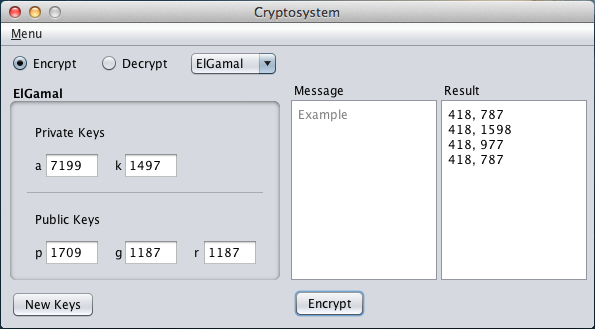 Cryptosystem
Menu
Encrypt Decrypt ElGamal
ElGamal
Private Keys
a 7199 k 1497
Public Keys
p 1709 g 1187 r 1187
New Keys
Message
Example
Encrypt
Result
418, 787
418, 1598
418, 977
418, 787